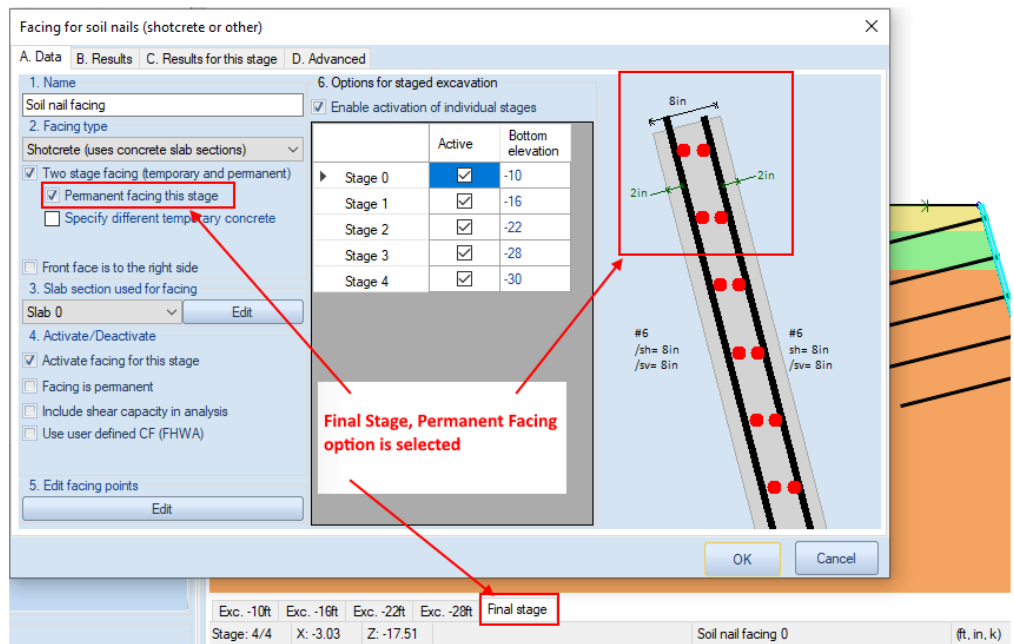 Facing for soil nails (shotcrete or other)
A. Data
B. Results
C. Results for this stage
D. Advanced
1. Name
Soil nail facing
2. Facing type
Shotcrete (uses concrete slab sections)
Two stage facing (temporary and permanent)
Permanent facing this stage
Specify different temporary concrete
Front face is to the right side
3. Slab section used for facing
Slab 0
Edit
4. Activate/Deactivate
Activate facing for this stage
Facing is permanent
Include shear capacity in analysis
Use user defined CF (FHWA)
5. Edit facing points
Edit
6. Options for staged excavation
Enable activation of individual stages
Active
Bottom
elevation
Stage 0 -10
Stage 1 -16
Stage 2 -22
Stage 3 -28
Stage 4 -30
Final Stage, Permanent Facing
option is selected
8in
2in
2in
#6
/sh= 8in
/sv= 8in
#6
sh= 8in
/sv= 8in
OK
Cancel
Exc. -10ft
Exc. -16ft
Exc. -22ft
Exc. -28ft
Final stage
Stage: 4/4
X: -3.03
Z: -17.51
Soil nail facing 0
(ft, in, k)